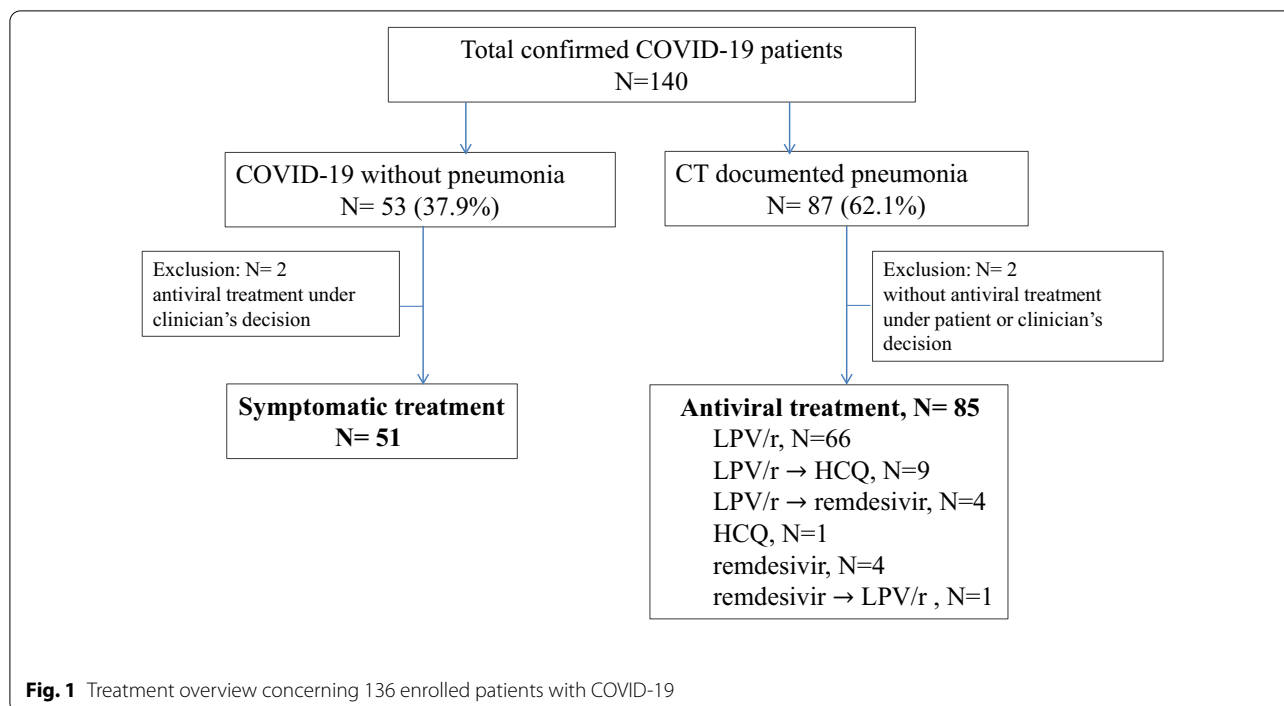 Total confirmed COVID-19 patients
N=140
COVID-19 without pneumonia
N= 53 (37.9%)
CT documented pneumonia
N= 87 (62.1%)
Exclusion: N= 2
antiviral treatment under
clinician's decision
Exclusion: N= 2
without antiviral treatment
under patient or clinician's
decision
Symptomatic treatment
N= 51
Antiviral treatment, N= 85
LPV/r, N=66
LPV/r → HCQ, N=9
LPV/r → remdesivir, N=4
HCQ, N=1
remdesivir, N=4
remdesivir → LPV/r , N=1
Fig. 1 Treatment overview concerning 136 enrolled patients with COVID-19